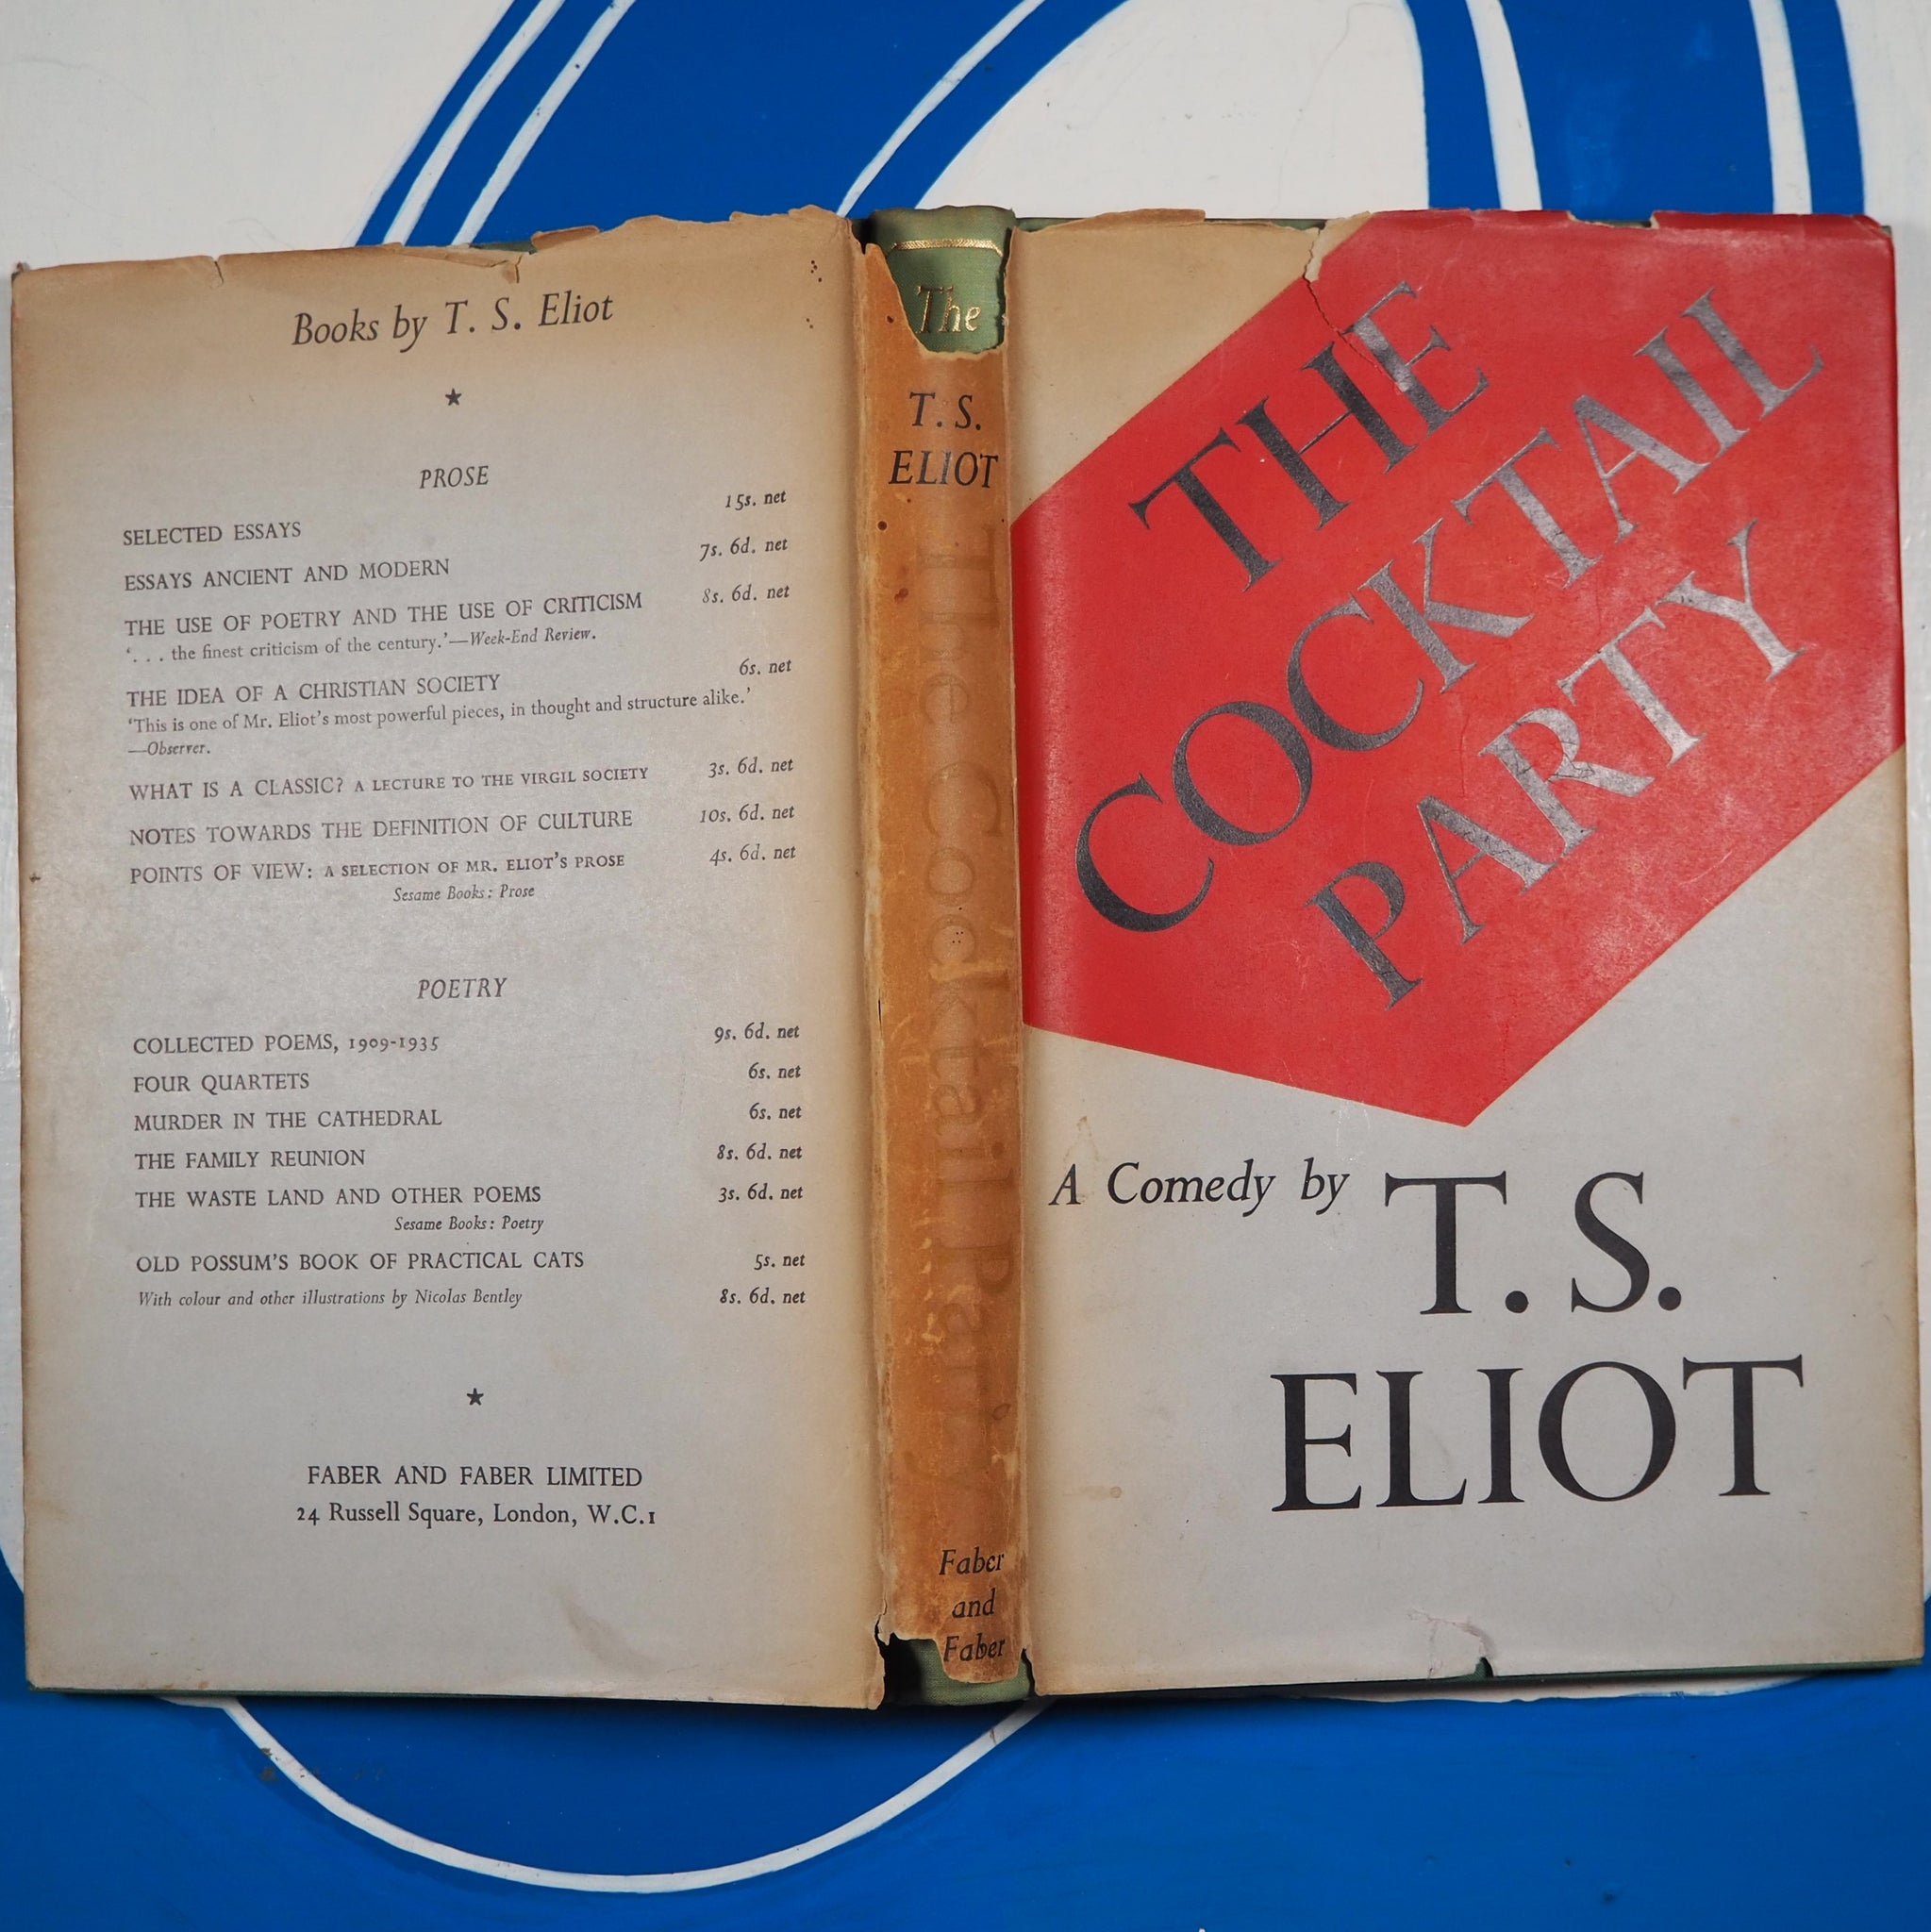 Books by T. S. Eliot
★
PROSE
SELECTED ESSAYS 15s. net
ESSAYS ANCIENT AND MODERN 7s. 6d. net
THE USE OF POETRY AND THE USE OF CRITICISM 8s. 6d. net
‘. . . the finest criticism of the century.’—Week-End Review.
THE IDEA OF A CHRISTIAN SOCIETY 6s. net
‘This is one of Mr. Eliot’s most powerful pieces, in thought and structure alike.’
—Observer.
WHAT IS A CLASSIC? A LECTURE TO THE VIRGIL SOCIETY 3s. 6d. net
NOTES TOWARDS THE DEFINITION OF CULTURE 10s. 6d. net
POINTS OF VIEW: A SELECTION OF MR. ELIOT’S PROSE 4s. 6d. net
Sesame Books: Prose
POETRY
COLLECTED POEMS, 1909-1935 9s. 6d. net
FOUR QUARTETS 6s. net
MURDER IN THE CATHEDRAL 6s. net
THE FAMILY REUNION 8s. 6d. net
THE WASTE LAND AND OTHER POEMS 3s. 6d. net
Sesame Books: Poetry
OLD POSSUM’S BOOK OF PRACTICAL CATS 5s. net
With colour and other illustrations by Nicolas Bentley 8s. 6d. net
★
FABER AND FABER LIMITED
24 Russell Square, London, W.C.1
The
T. S.
ELIOT
The Cocktail Party
Faber
and
Faber
THE
COCKTAIL
PARTY
A Comedy by T. S.
ELIOT